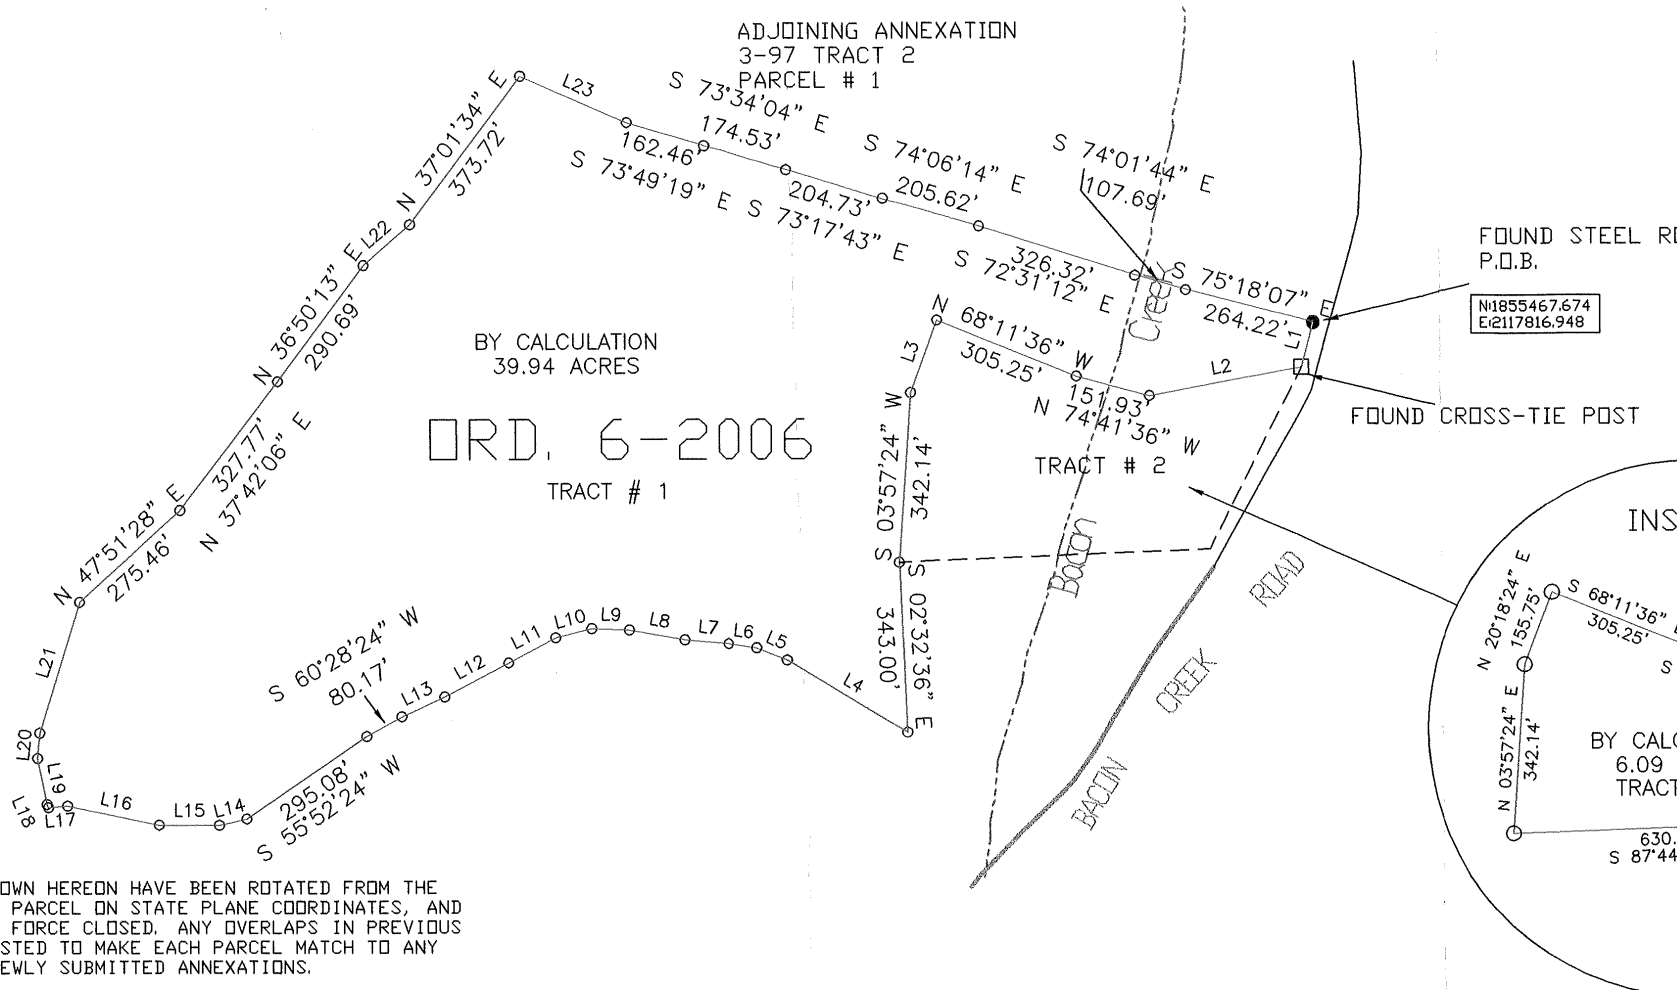 ADJOINING ANNEXATION
3-97 TRACT 2
PARCEL # 1
L23
S 73°34'04" E
174.53'
162.46'
S 73°49'19" E
S 74°06'14" E
205.62'
204.73'
S 73°17'43" E
S 74°01'44" E
107.69'
326.32'
S 72°31'12" E
S 75°18'07" E
264.22'
FOUND STEEL
P.O.B.
N:1855467.674
E:2117816.948
L1
L2
FOUND CROSS-TIE POST
N 37°01'34" E
373.72'
L22
N 36°50'13" E
290.69'
BY CALCULATION
39.94 ACRES
ORD. 6-2006
TRACT # 1
N 68°11'36" W
305.25'
L3
151.93'
N 74°41'36" W
TRACT # 2
Bacon Creek
S 03°57'24" W
342.14'
327.77'
N 37°42'06" E
N 47°51'28" E
275.46'
S 02°32'36" E
343.00'
BACON CREEK ROAD
L21
L20
L19
L18
L17
L16
L15
L14
295.08'
S 55°52'24" W
S 60°28'24" W
80.17'
L13
L12
L11
L10
L9
L8
L7
L6
L5
L4
INS
N 20°18'24" E
155.75'
S 68°11'36" E
305.25'
S
N 03°57'24" E
342.14'
BY CALC
6.09
TRACT
630.
S 87°44
OWN HEREON HAVE BEEN ROTATED FROM THE
PARCEL ON STATE PLANE COORDINATES, AND
FORCE CLOSED. ANY OVERLAPS IN PREVIOUS
STED TO MAKE EACH PARCEL MATCH TO ANY
EWLY SUBMITTED ANNEXATIONS.